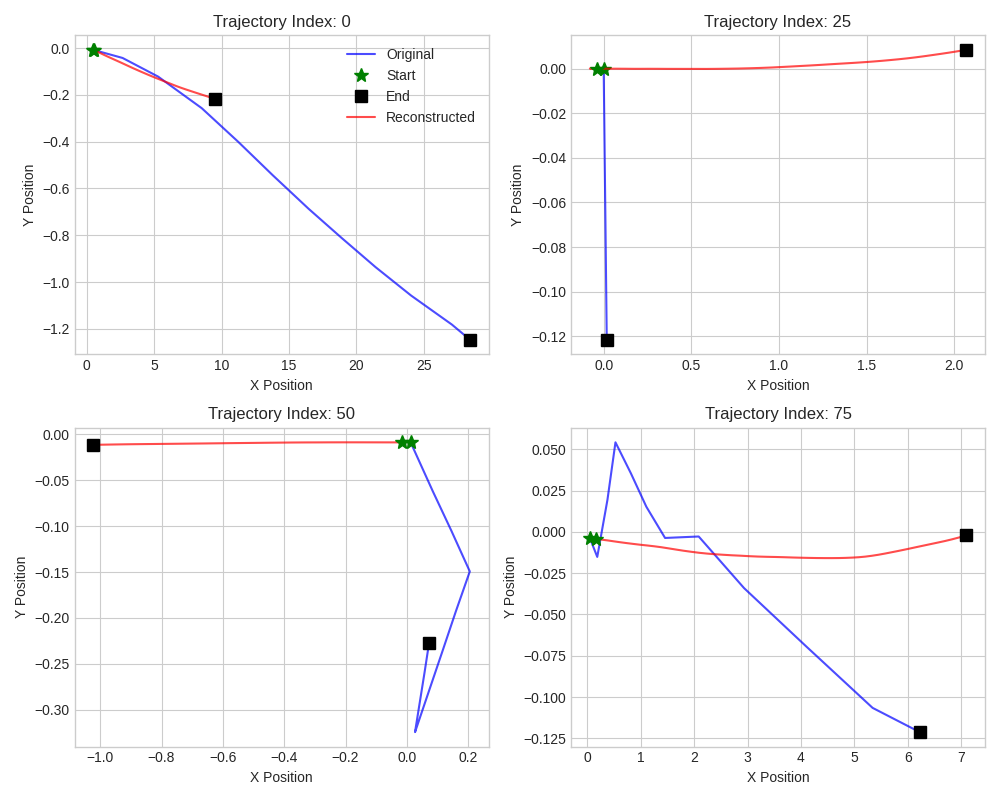 Trajectory Index: 0
0.0
−0.2
−0.4
−0.6
−0.8
−1.0
−1.2
Y Position
0 5 10 15 20 25
X Position
Original
Start
End
Reconstructed
Trajectory Index: 25
0.00
−0.02
−0.04
−0.06
−0.08
−0.10
−0.12
Y Position
0.0 0.5 1.0 1.5 2.0
X Position
Trajectory Index: 50
0.00
−0.05
−0.10
−0.15
−0.20
−0.25
−0.30
Y Position
−1.0 −0.8 −0.6 −0.4 −0.2 0.0 0.2
X Position
Trajectory Index: 75
0.050
0.025
0.000
−0.025
−0.050
−0.075
−0.100
−0.125
Y Position
0 1 2 3 4 5 6 7
X Position